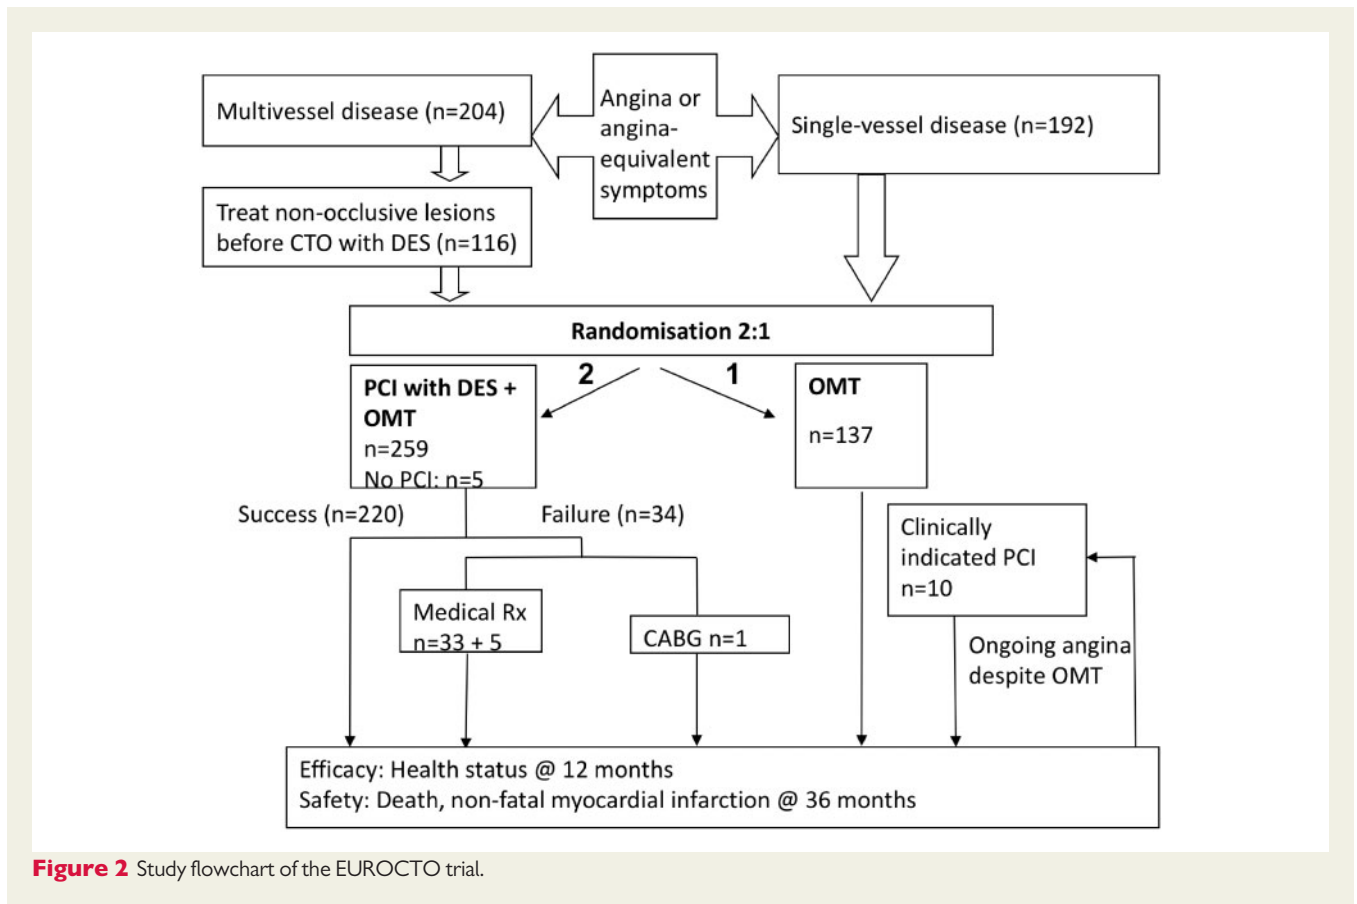 Angina or
angina-
equivalent
symptoms
Multivessel disease (n=204)
Single-vessel disease (n=192)
Treat non-occlusive lesions
before CTO with DES (n=116)
Randomisation 2:1
2
1
PCI with DES +
OMT
n=259
No PCI: n=5
OMT
n=137
Success (n=220)
Failure (n=34)
Clinically
indicated PCI
n=10
Medical Rx
n=33 + 5
CABG n=1
Ongoing angina
despite OMT
Efficacy: Health status @ 12 months
Safety: Death, non-fatal myocardial infarction @ 36 months
Figure 2 Study flowchart of the EUROCTO trial.